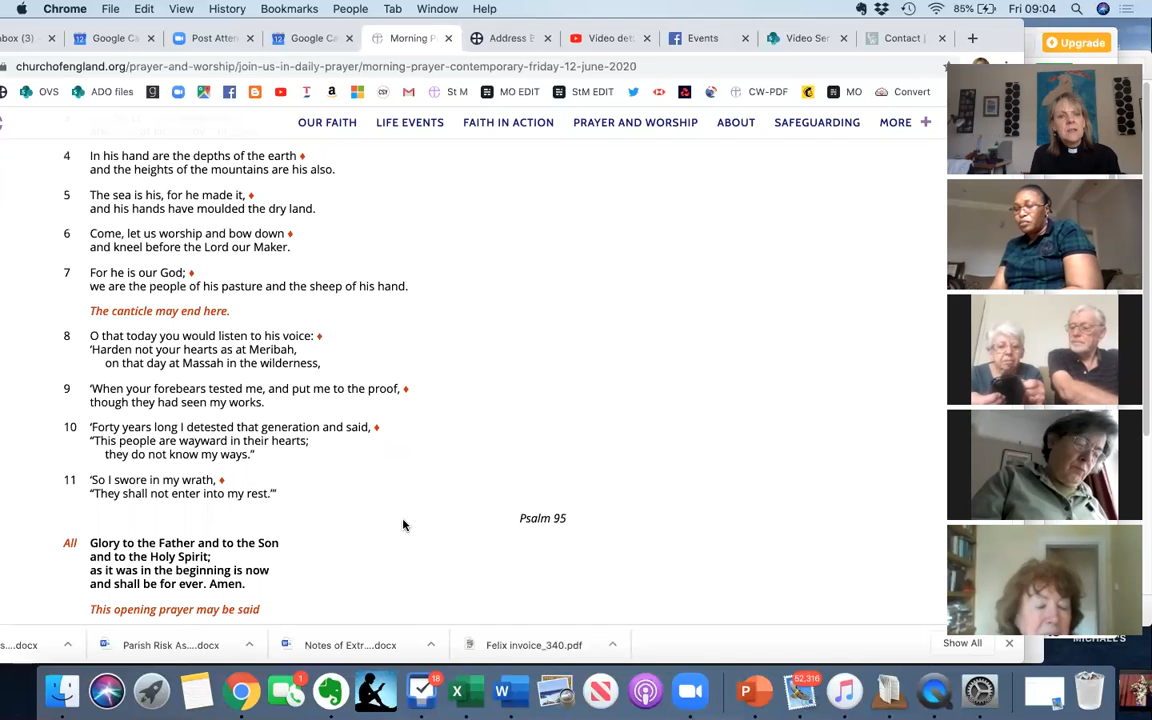 Chrome File Edit View History Bookmarks People Tab Window Help 85% Fri 09:04
nbox (3) Google Ca Post Atten Google Ca Morning P Address B Video det Events Video Ser Contact |
churchofengland.org/prayer-and-worship/join-us-in-daily-prayer/morning-prayer-contemporary-friday-12-june-2020
Upgrade
OVS ADO files St M MO EDIT StM EDIT CW-PDF MO Convert
OUR FAITH LIFE EVENTS FAITH IN ACTION PRAYER AND WORSHIP ABOUT SAFEGUARDING MORE +
4 In his hand are the depths of the earth ♦
and the heights of the mountains are his also.
5 The sea is his, for he made it, ♦
and his hands have moulded the dry land.
6 Come, let us worship and bow down ♦
and kneel before the Lord our Maker.
7 For he is our God; ♦
we are the people of his pasture and the sheep of his hand.
The canticle may end here.
8 O that today you would listen to his voice: ♦
‘Harden not your hearts as at Meribah,
on that day at Massah in the wilderness,
9 ‘When your forebears tested me, and put me to the proof, ♦
though they had seen my works.
10 ‘Forty years long I detested that generation and said, ♦
“This people are wayward in their hearts;
they do not know my ways.”
11 ‘So I swore in my wrath, ♦
“They shall not enter into my rest.”’
Psalm 95
All Glory to the Father and to the Son
and to the Holy Spirit;
as it was in the beginning is now
and shall be for ever. Amen.
This opening prayer may be said
s....docx Parish Risk As....docx Notes of Extr....docx Felix invoice_340.pdf Show All
MICHAEL'S
1 18 52,316